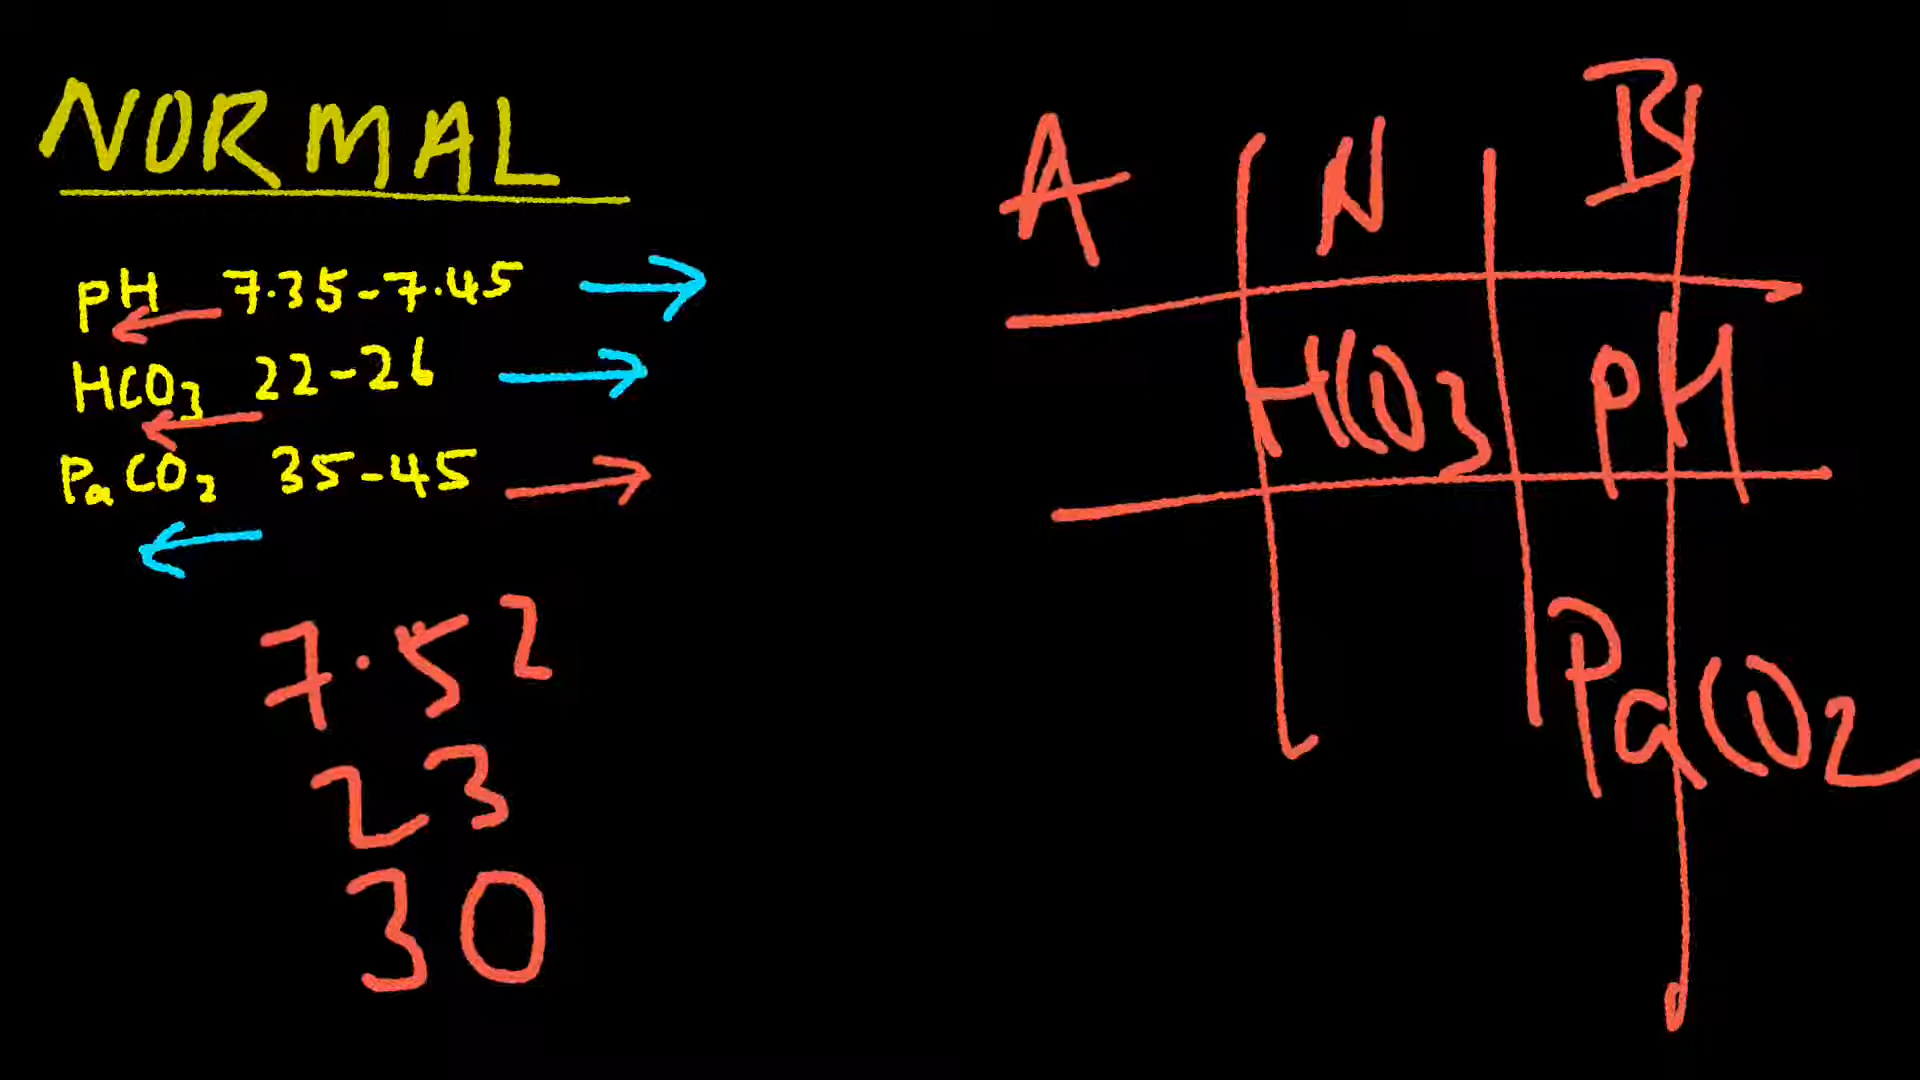 NORMAL
pH 7.35-7.45
HCO3 22-26
PaCO2 35-45
7.52
23
30
A N B
HCO3 pH
PaCO2